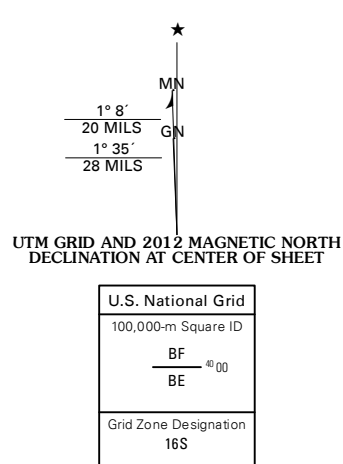 ★
MN
1° 8´
20 MILS
GN
1° 35´
28 MILS
UTM GRID AND 2012 MAGNETIC NORTH
DECLINATION AT CENTER OF SHEET
U.S. National Grid
100,000-m Square ID
BF
40 00
BE
Grid Zone Designation
16S